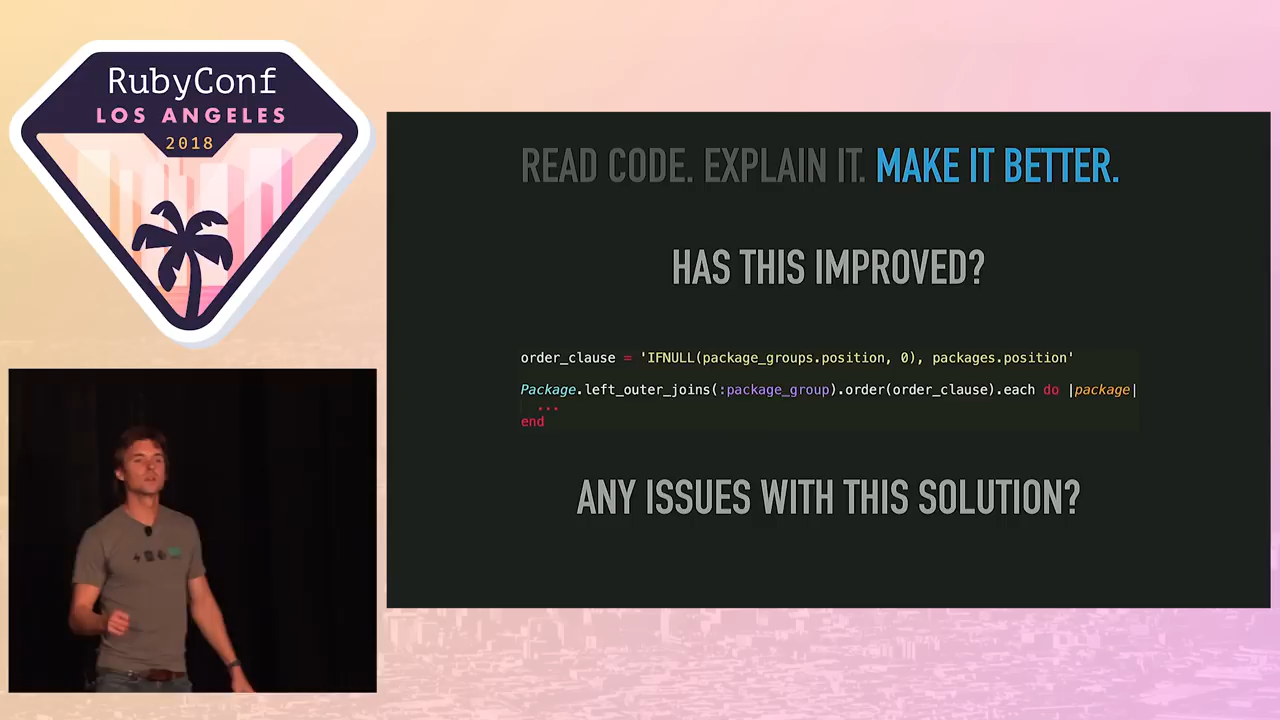 RubyConf
LOS ANGELES
2018
READ CODE. EXPLAIN IT. MAKE IT BETTER.
HAS THIS IMPROVED?
order_clause = 'IFNULL(package_groups.position, 0), packages.position'
Package.left_outer_joins(:package_group).order(order_clause).each do |package|
...
end
ANY ISSUES WITH THIS SOLUTION?